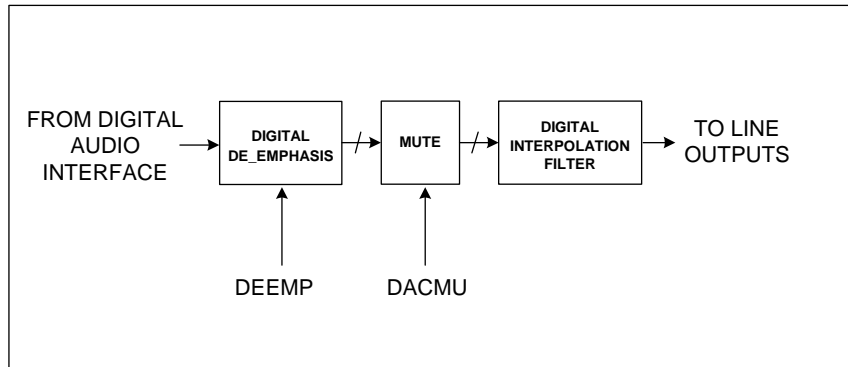 FROM DIGITAL
AUDIO
INTERFACE
DIGITAL
DE_EMPHASIS
MUTE
DIGITAL
INTERPOLATION
FILTER
TO LINE
OUTPUTS
DEEMP
DACMU